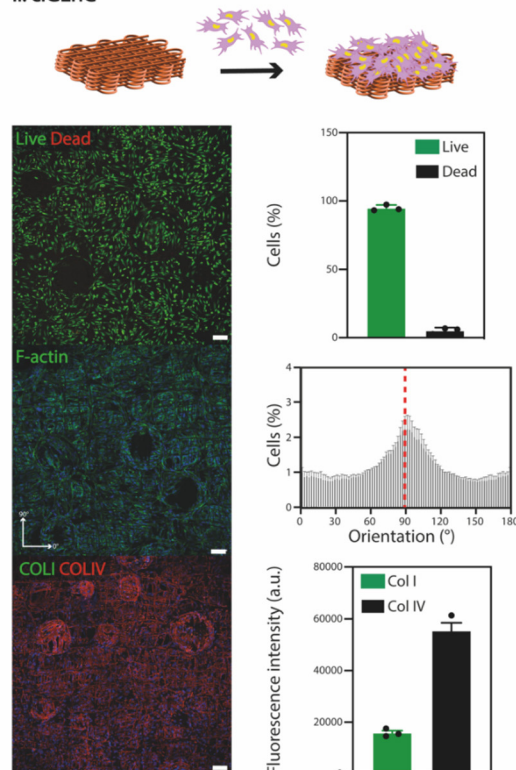 Live Dead
150
100
50
0
Cells (%)
Live
Dead
F-actin
90°
0°
4
3
2
1
0
Cells (%)
0 30 60 90 120 150 180
Orientation (°)
COLI COLIV
80000
60000
40000
20000
Fluorescence intensity (a.u.)
Col I
Col IV